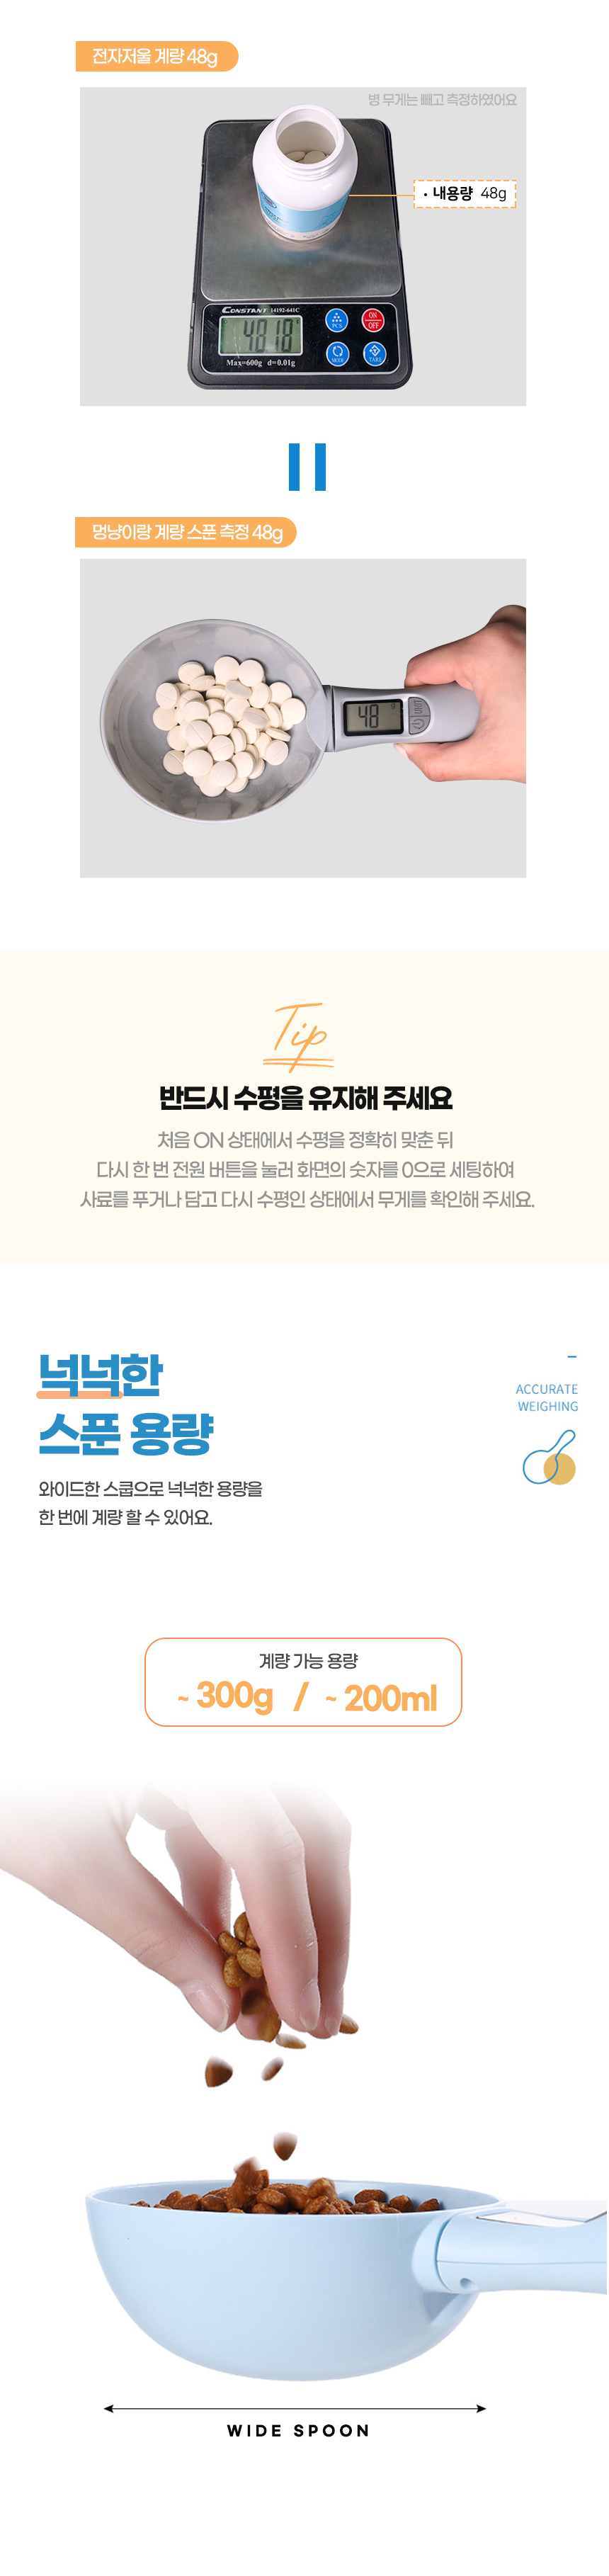 전자저울 계량 48g
병 무게는 빼고 측정하였어요
· 내용량 48g
CONSTANT 14192-641C
4818
PCS
ON
OFF
MODE
TARE
Max=600g d=0.01g
멍냥이랑 계량 스푼 측정 48g
48
g
Tip
반드시 수평을 유지해 주세요
처음 ON 상태에서 수평을 정확히 맞춘 뒤
다시 한 번 전원 버튼을 눌러 화면의 숫자를 0으로 세팅하여
사료를 푸거나 담고 다시 수평인 상태에서 무게를 확인해 주세요.
넉넉한
스푼 용량
ACCURATE
WEIGHING
와이드한 스쿱으로 넉넉한 용량을
한 번에 계량 할 수 있어요.
계량 가능 용량
~ 300g / ~ 200ml
WIDE SPOON